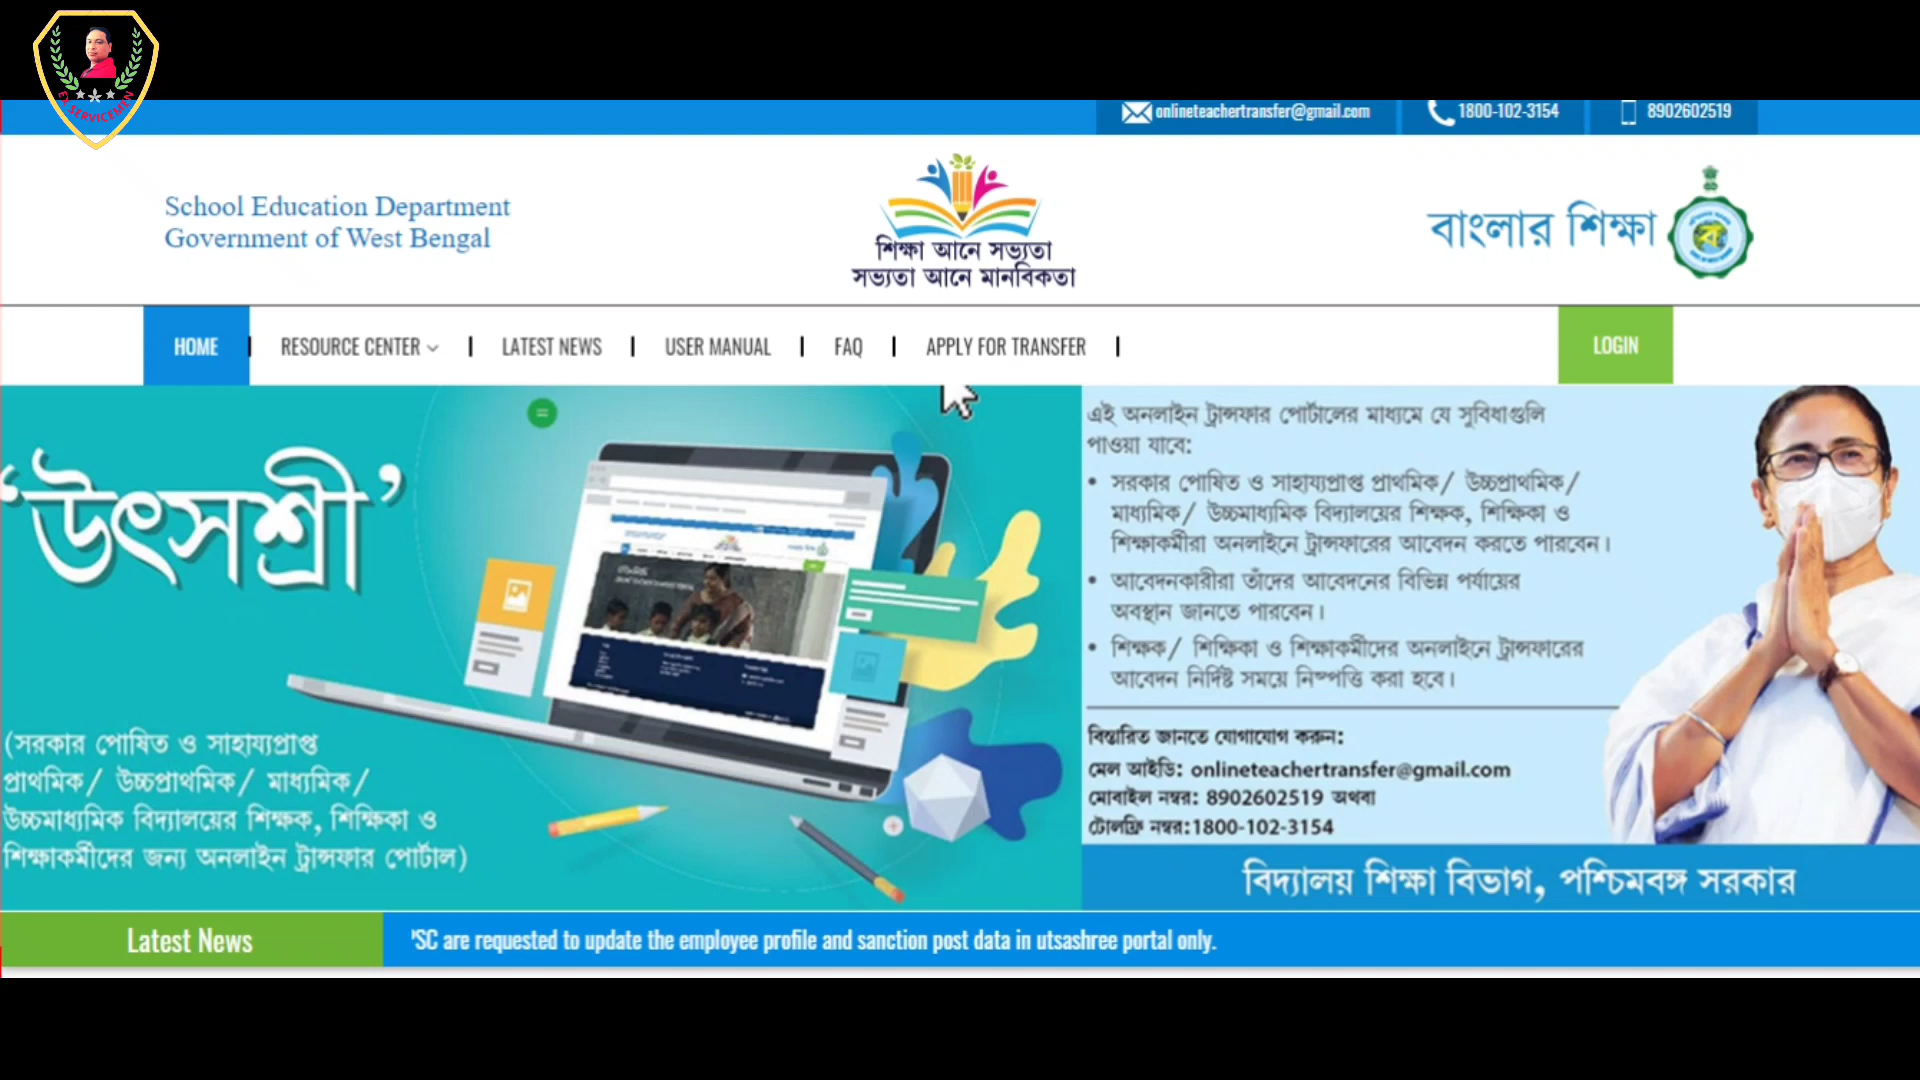 EX SERVICEMEN
onlineteachertransfer@gmail.com
1800-102-3154
8902602519
School Education Department
Government of West Bengal
শিক্ষা আনে সভ্যতা
সভ্যতা আনে মানবিকতা
বাংলার শিক্ষা
HOME
RESOURCE CENTER
LATEST NEWS
USER MANUAL
FAQ
APPLY FOR TRANSFER
LOGIN
‘উৎসশ্রী’
(সরকার পোষিত ও সাহায্যপ্রাপ্ত
প্রাথমিক/ উচ্চপ্রাথমিক/ মাধ্যমিক/
উচ্চমাধ্যমিক বিদ্যালয়ের শিক্ষক, শিক্ষিকা ও
শিক্ষাকর্মীদের জন্য অনলাইন ট্রান্সফার পোর্টাল)
এই অনলাইন ট্রান্সফার পোর্টালের মাধ্যমে যে সুবিধাগুলি
পাওয়া যাবে:
• সরকার পোষিত ও সাহায্যপ্রাপ্ত প্রাথমিক/ উচ্চপ্রাথমিক/
মাধ্যমিক/ উচ্চমাধ্যমিক বিদ্যালয়ের শিক্ষক, শিক্ষিকা ও
শিক্ষাকর্মীরা অনলাইনে ট্রান্সফারের আবেদন করতে পারবেন।
• আবেদনকারীরা তাঁদের আবেদনের বিভিন্ন পর্যায়ের
অবস্থান জানতে পারবেন।
• শিক্ষক/ শিক্ষিকা ও শিক্ষাকর্মীদের অনলাইনে ট্রান্সফারের
আবেদন নির্দিষ্ট সময়ে নিষ্পত্তি করা হবে।
বিস্তারিত জানতে যোগাযোগ করুন:
মেল আইডি: onlineteachertransfer@gmail.com
মোবাইল নম্বর: 8902602519 অথবা
টোলফ্রি নম্বর:1800-102-3154
বিদ্যালয় শিক্ষা বিভাগ, পশ্চিমবঙ্গ সরকার
Latest News
'SC are requested to update the employee profile and sanction post data in utsashree portal only.